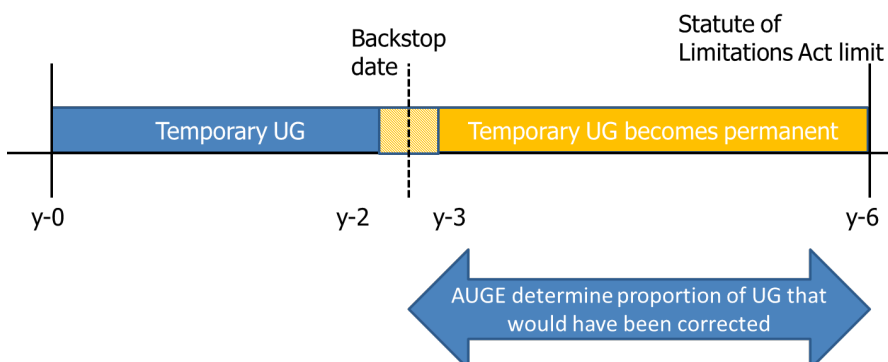 Backstop
date
Statute of
Limitations Act limit
Temporary UG
Temporary UG becomes permanent
y-0
y-2
y-3
y-6
AUGE determine proportion of UG that
would have been corrected